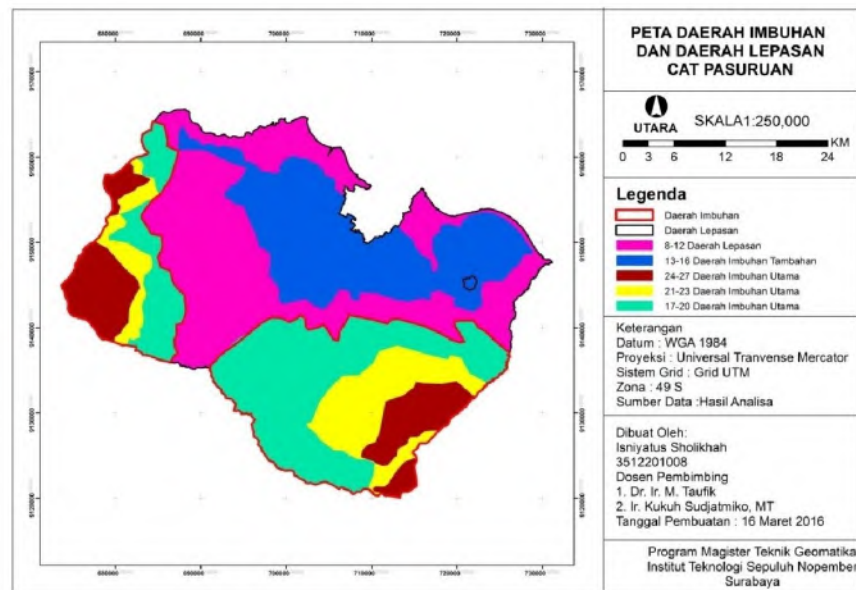 PETA DAERAH IMBUHAN
DAN DAERAH LEPASAN
CAT PASURUAN
UTARA
SKALA1:250,000
KM
0 3 6 12 18 24
Legenda
Daerah Imbuhan
Daerah Lepasan
8-12 Daerah Lepasan
13-16 Daerah Imbuhan Tambahan
24-27 Daerah Imbuhan Utama
21-23 Daerah Imbuhan Utama
17-20 Daerah Imbuhan Utama
Keterangan
Datum : WGA 1984
Proyeksi : Universal Tranvense Mercator
Sistem Grid : Grid UTM
Zona : 49 S
Sumber Data :Hasil Analisa
Dibuat Oleh:
Isniyatus Sholikhah
3512201008
Dosen Pembimbing
1. Dr. Ir. M. Taufik
2. Ir. Kukuh Sudjatmiko, MT
Tanggal Pembuatan : 16 Maret 2016
Program Magister Teknik Geomatika
Institut Teknologi Sepuluh Nopember
Surabaya